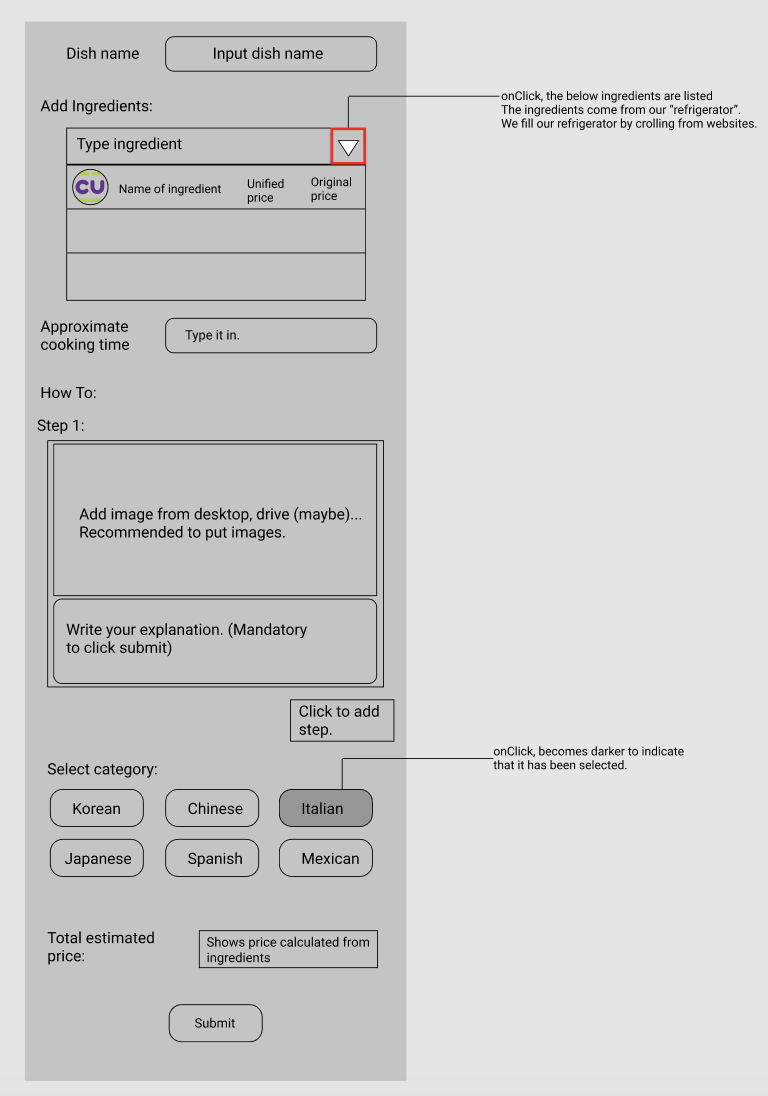 Dish name
Input dish name
onClick, the below ingredients are listed
The ingredients come from our “refrigerator”.
We fill our refrigerator by crolling from websites.
Add Ingredients:
Type ingredient
CU
Name of ingredient
Unified
price
Original
price
Approximate
cooking time
Type it in.
How To:
Step 1:
Add image from desktop, drive (maybe)...
Recommended to put images.
Write your explanation. (Mandatory
to click submit)
Click to add
step.
onClick, becomes darker to indicate
that it has been selected.
Select category:
Korean
Chinese
Italian
Japanese
Spanish
Mexican
Total estimated
price:
Shows price calculated from
ingredients
Submit